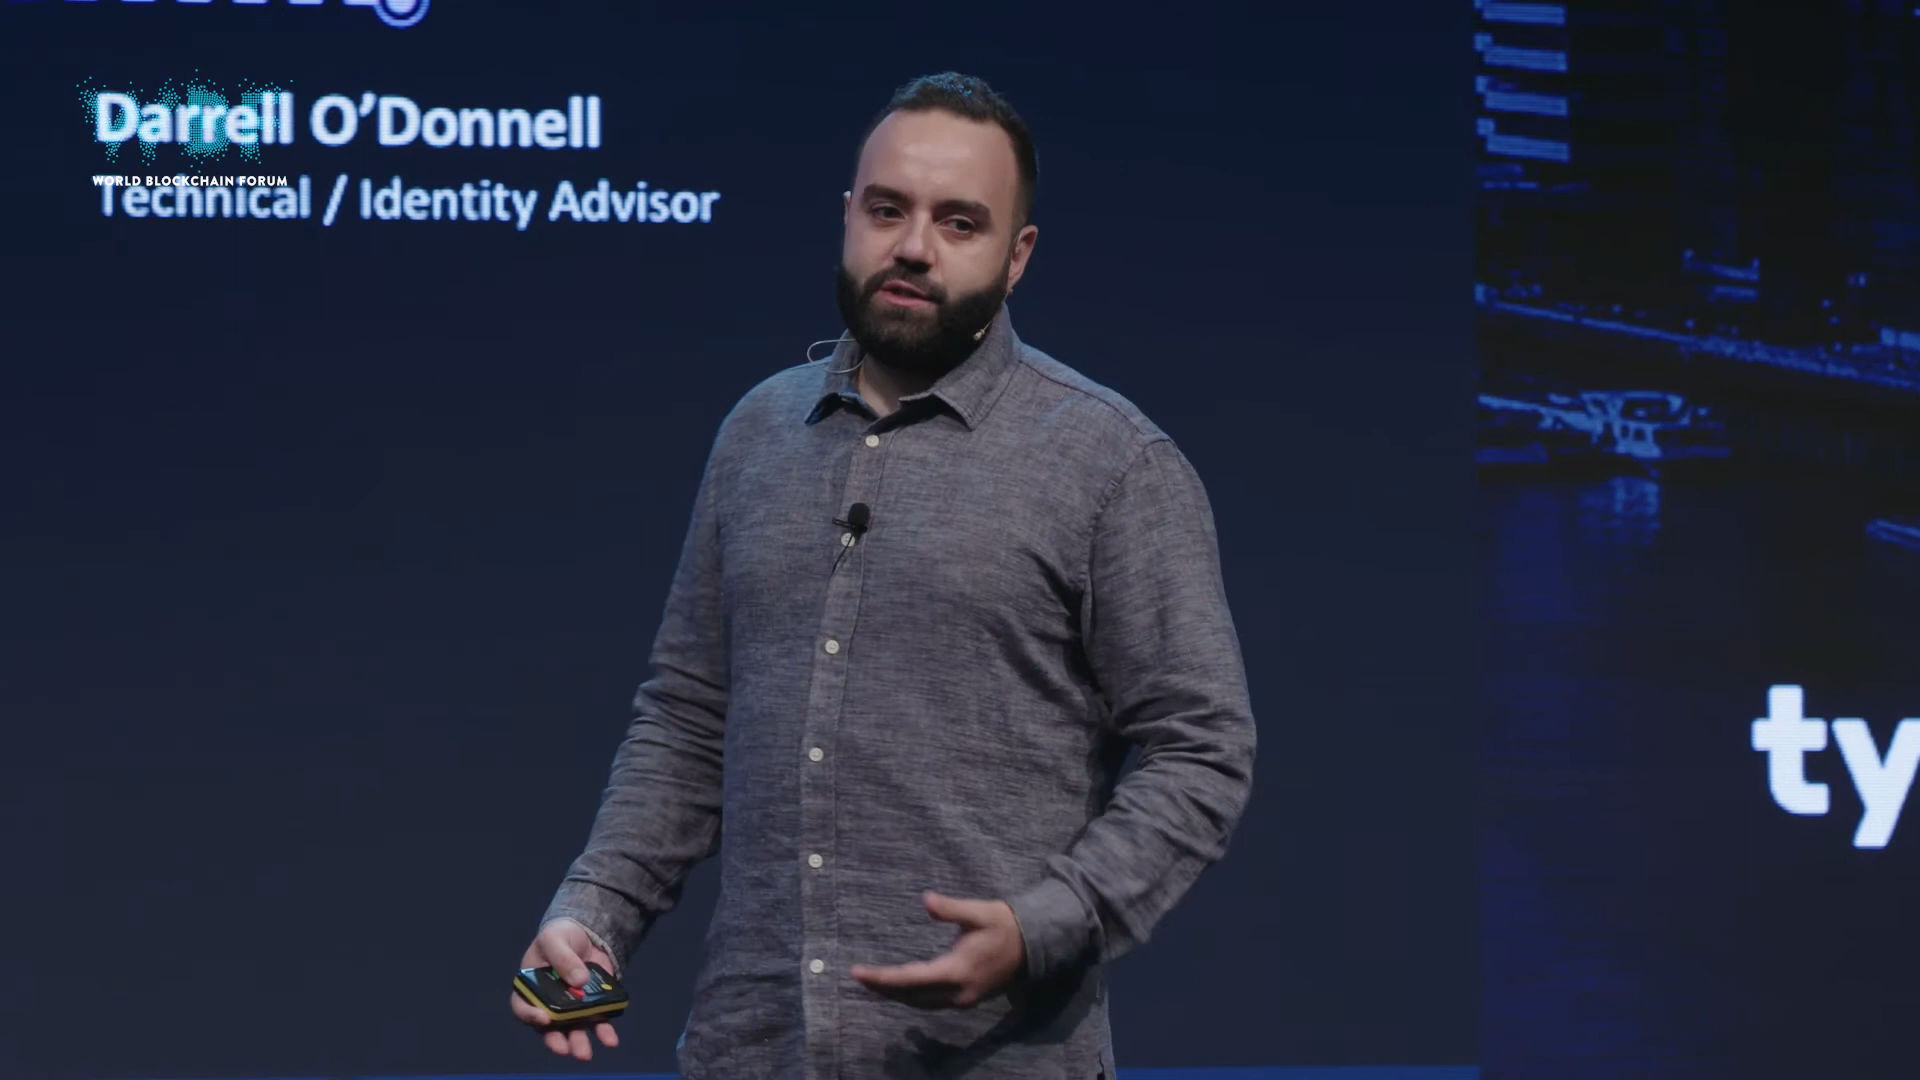 Darrell O'Donnell
WORLD BLOCKCHAIN FORUM
Technical / Identity Advisor
ty